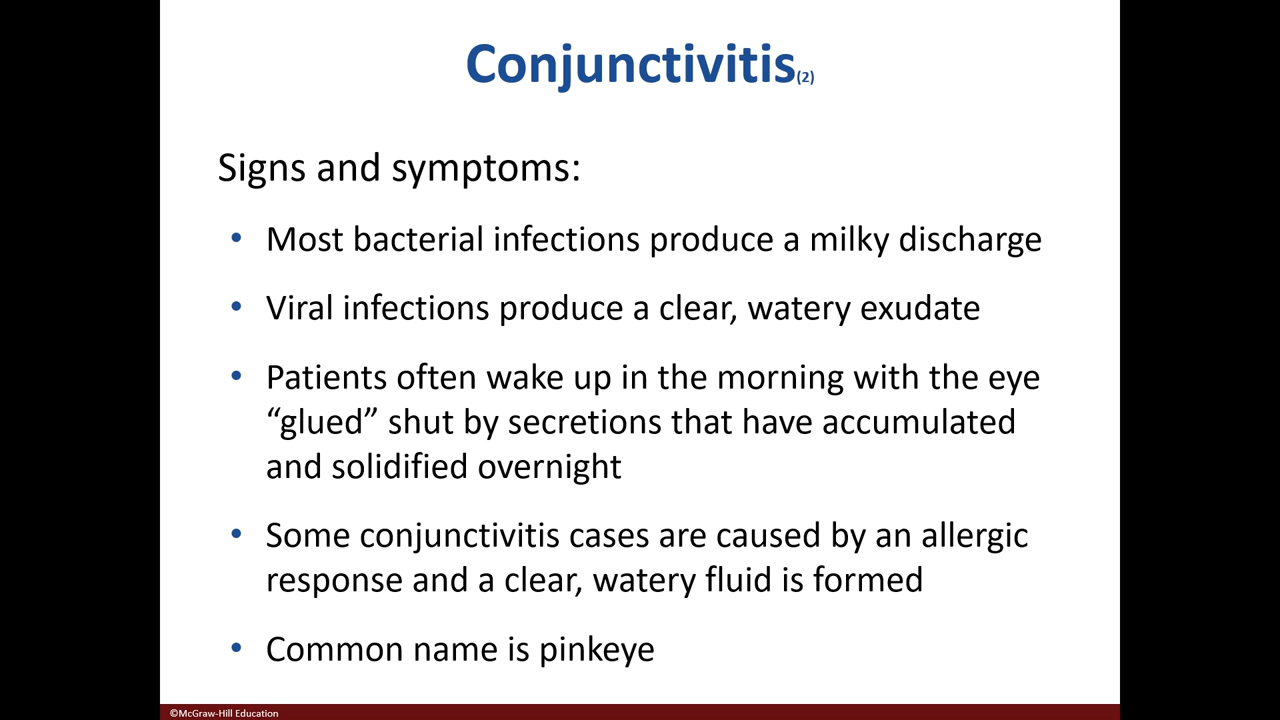 Conjunctivitis(2)
Signs and symptoms:
• Most bacterial infections produce a milky discharge
• Viral infections produce a clear, watery exudate
• Patients often wake up in the morning with the eye
“glued” shut by secretions that have accumulated
and solidified overnight
• Some conjunctivitis cases are caused by an allergic
response and a clear, watery fluid is formed
• Common name is pinkeye
©McGraw-Hill Education